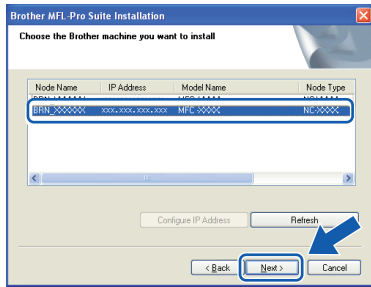 Brother MFL-Pro Suite Installation
Choose the Brother machine you want to install
Node Name IP Address Model Name Node Type
BRN_XXXXXX xxx.xxx.xxx.xxx MFC-XXXX NC-XXXX
Configure IP Address Refresh
< Back Next > Cancel